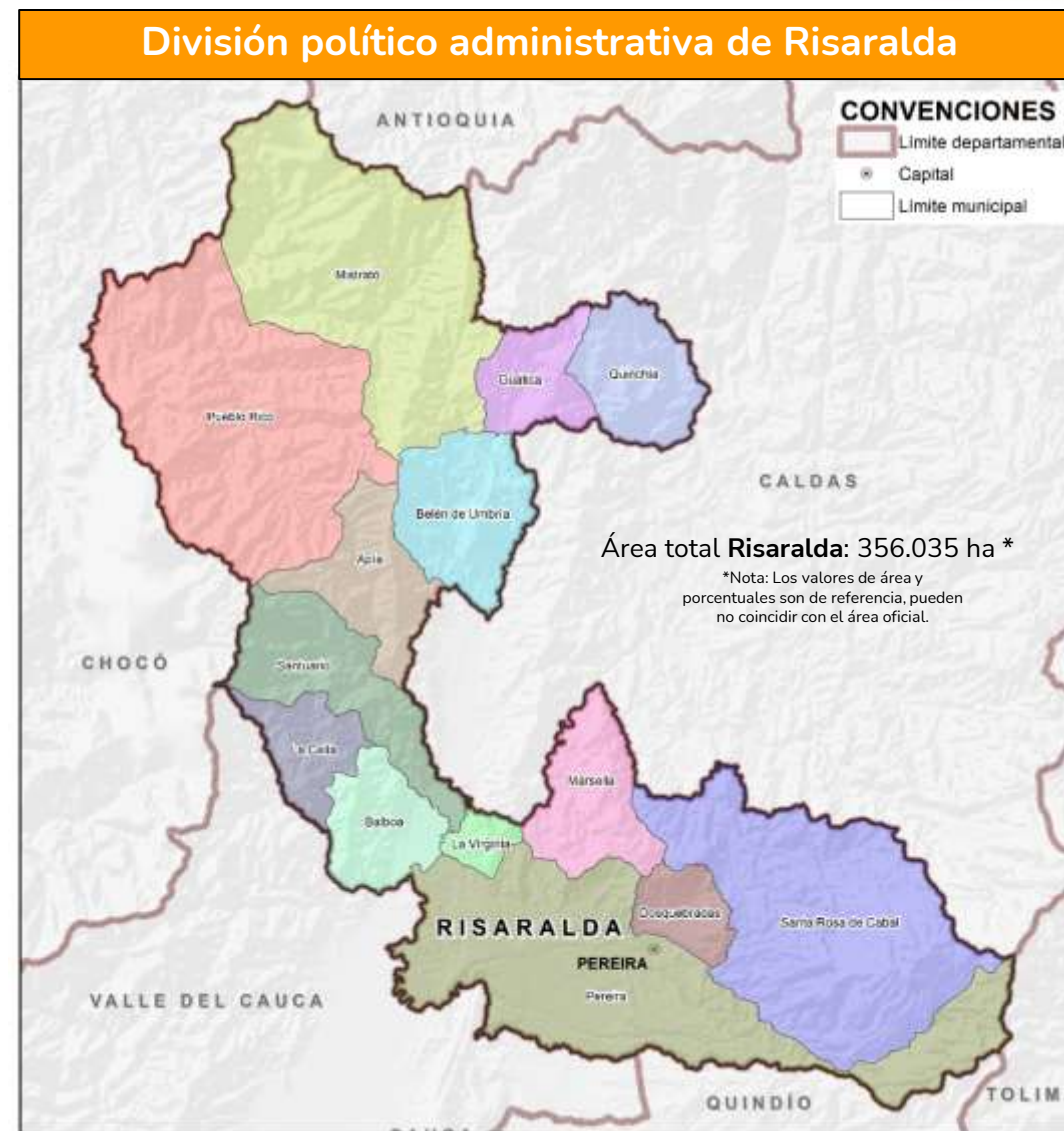 División político administrativa de Risaralda
ANTIOQUIA
CONVENCIONES
Límite departamental
Capital
Límite municipal
Mistrató
Guática
Quinchía
Pueblo Rico
CALDAS
Belén de Umbría
Área total Risaralda: 356.035 ha *
Apía
*Nota: Los valores de área y
porcentuales son de referencia, pueden
no coincidir con el área oficial.
CHOCÓ
Santuario
La Celia
Marsella
Balboa
La Virginia
Dosquebradas
Santa Rosa de Cabal
RISARALDA
PEREIRA
Pereira
VALLE DEL CAUCA
QUINDÍO
TOLIM